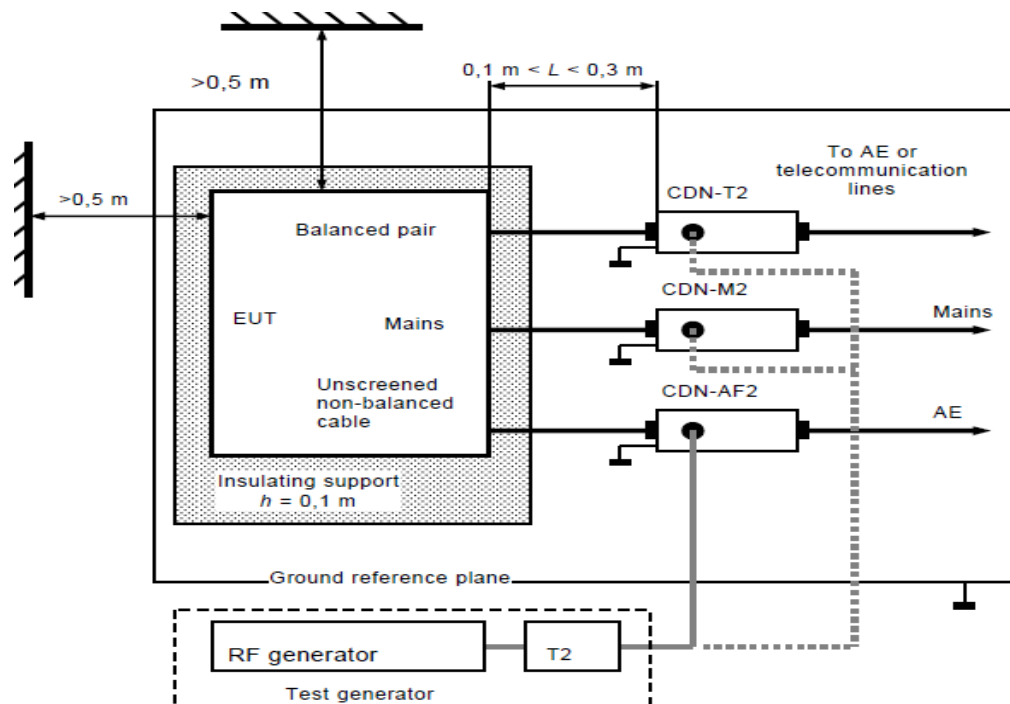 >0,5 m
0,1 m < L < 0,3 m
>0,5 m
To AE or
telecommunication
lines
CDN-T2
Balanced pair
CDN-M2
EUT
Mains
Mains
CDN-AF2
Unscreened
non-balanced
cable
AE
Insulating support
h = 0,1 m
Ground reference plane
RF generator
T2
Test generator